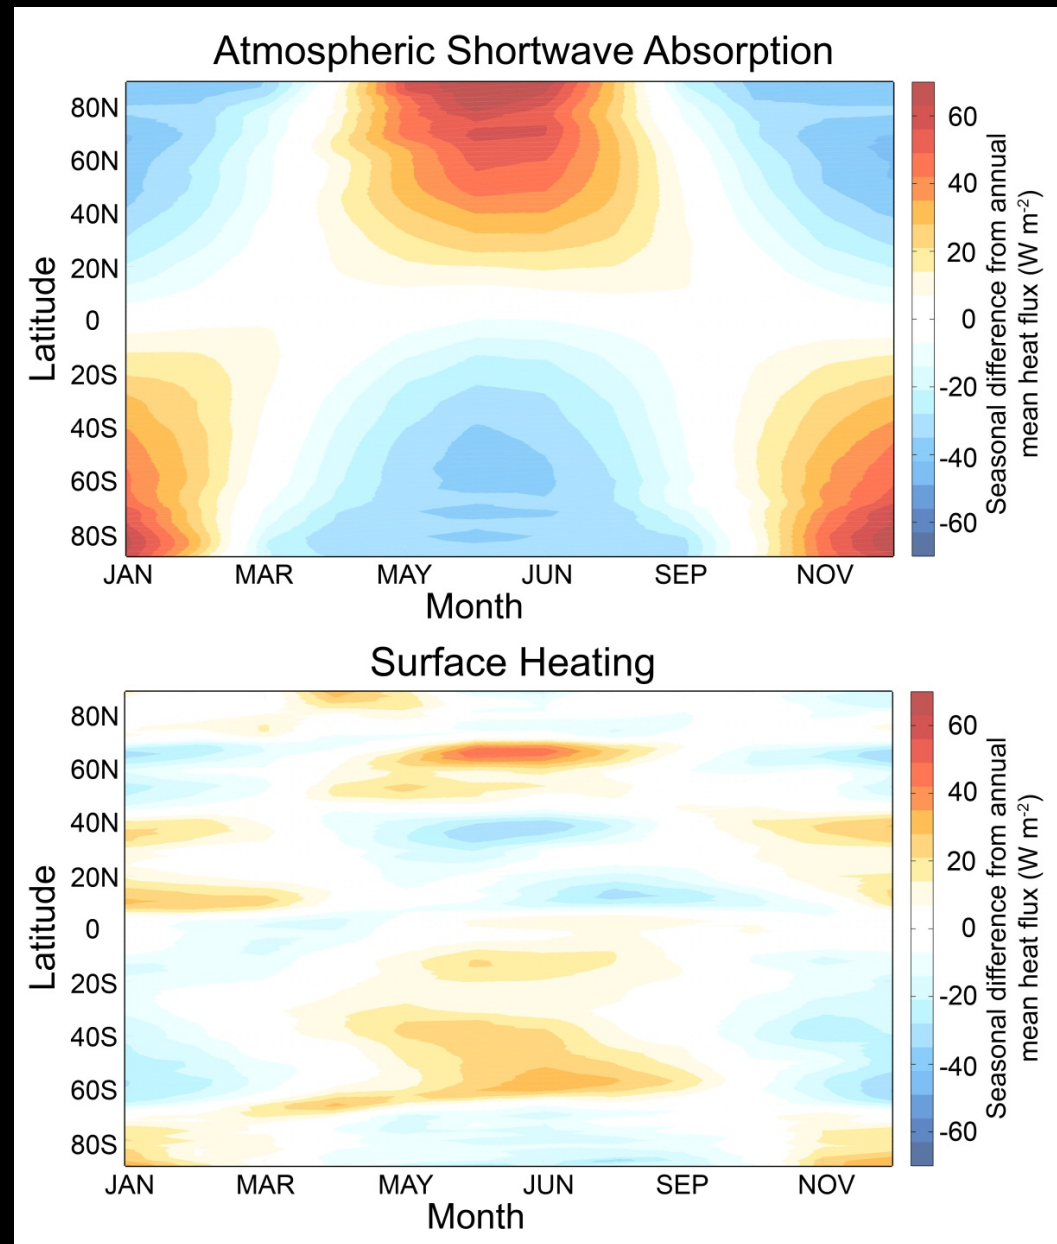 Atmospheric Shortwave Absorption
80N
60N
40N
20N
0
20S
40S
60S
80S
Latitude
JAN MAR MAY JUN SEP NOV
Month
60
40
20
0
-20
-40
-60
Seasonal difference from annual
mean heat flux (W m-2)
Surface Heating
80N
60N
40N
20N
0
20S
40S
60S
80S
Latitude
JAN MAR MAY JUN SEP NOV
Month
60
40
20
0
-20
-40
-60
Seasonal difference from annual
mean heat flux (W m-2)